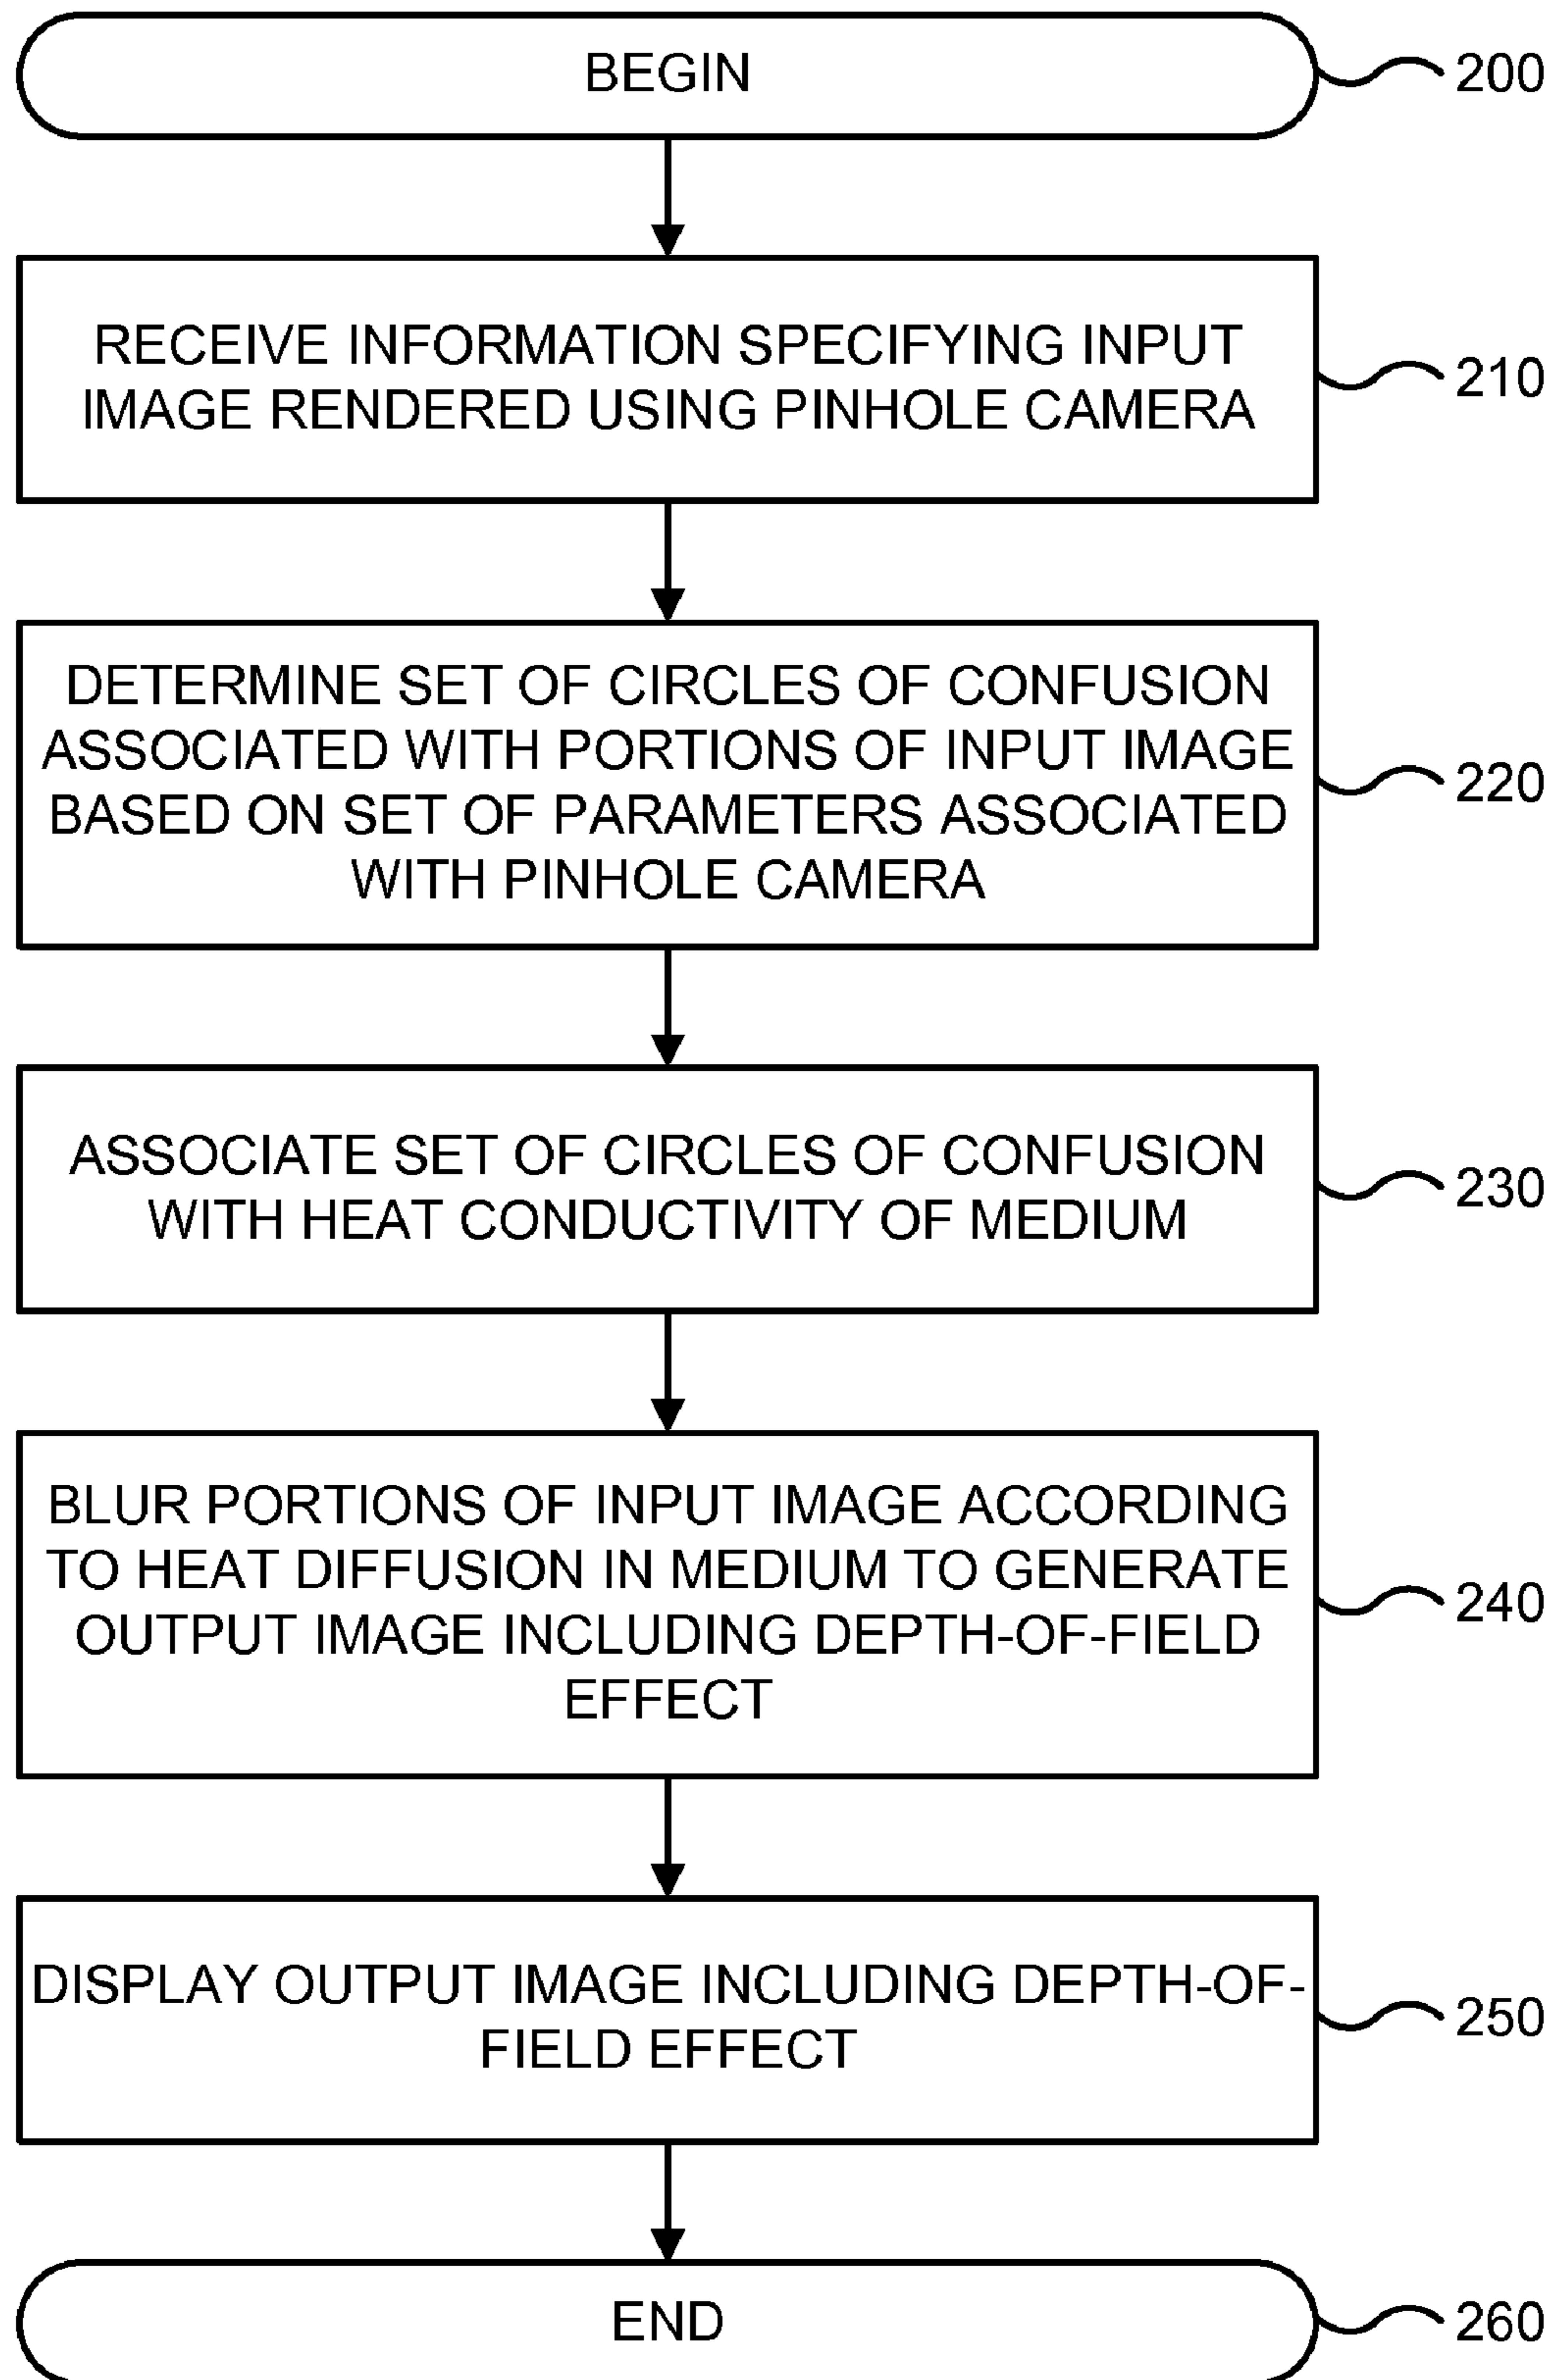 BEGIN
200
RECEIVE INFORMATION SPECIFYING INPUT
IMAGE RENDERED USING PINHOLE CAMERA
210
DETERMINE SET OF CIRCLES OF CONFUSION
ASSOCIATED WITH PORTIONS OF INPUT IMAGE
BASED ON SET OF PARAMETERS ASSOCIATED
WITH PINHOLE CAMERA
220
ASSOCIATE SET OF CIRCLES OF CONFUSION
WITH HEAT CONDUCTIVITY OF MEDIUM
230
BLUR PORTIONS OF INPUT IMAGE ACCORDING
TO HEAT DIFFUSION IN MEDIUM TO GENERATE
OUTPUT IMAGE INCLUDING DEPTH-OF-FIELD
EFFECT
240
DISPLAY OUTPUT IMAGE INCLUDING DEPTH-OF-
FIELD EFFECT
250
END
260